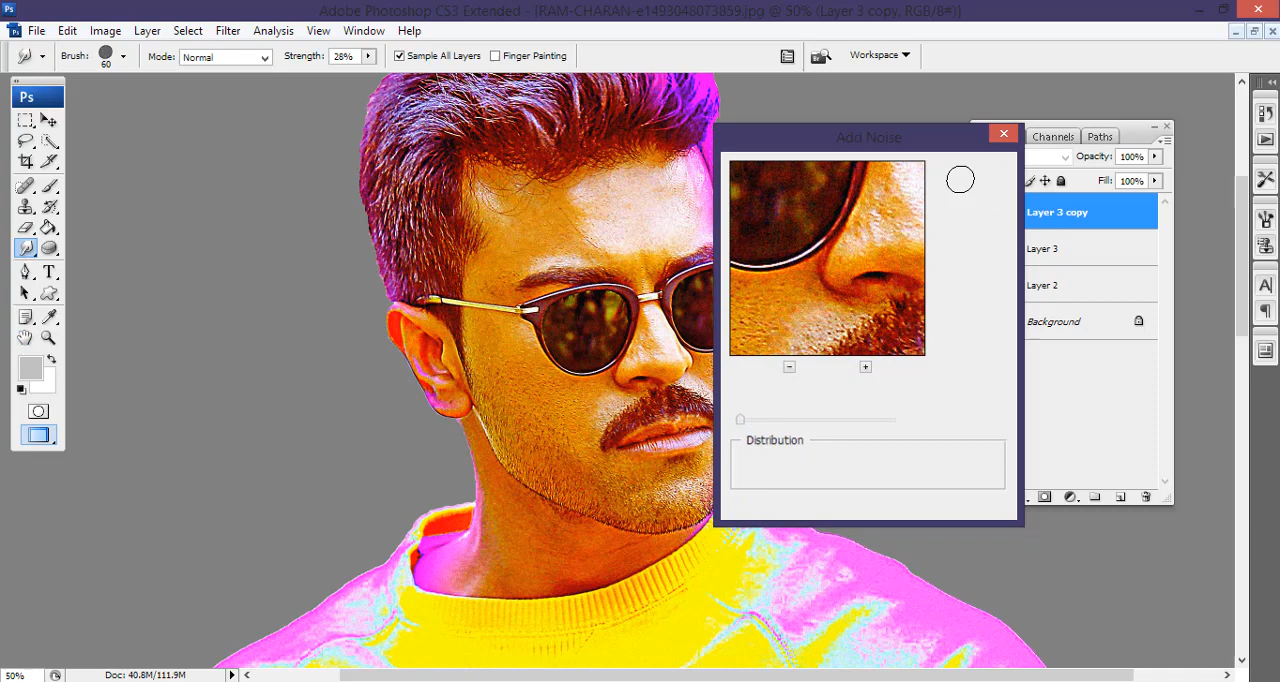 Ps Adobe Photoshop CS3 Extended - (RAM-CHARAN-e1493048073859.jpg @ 50% (Layer 3 copy, RGB/8#)]
Ps File Edit Image Layer Select Filter Analysis View Window Help
Brush: 60 Mode: Normal Strength: 28% Sample All Layers Finger Painting Workspace
Ps
T
Add Noise
Channels Paths
Opacity: 100%
Fill: 100%
Layer 3 copy
Layer 3
Layer 2
Background
Distribution
A
50% Doc: 40.8M/111.9M